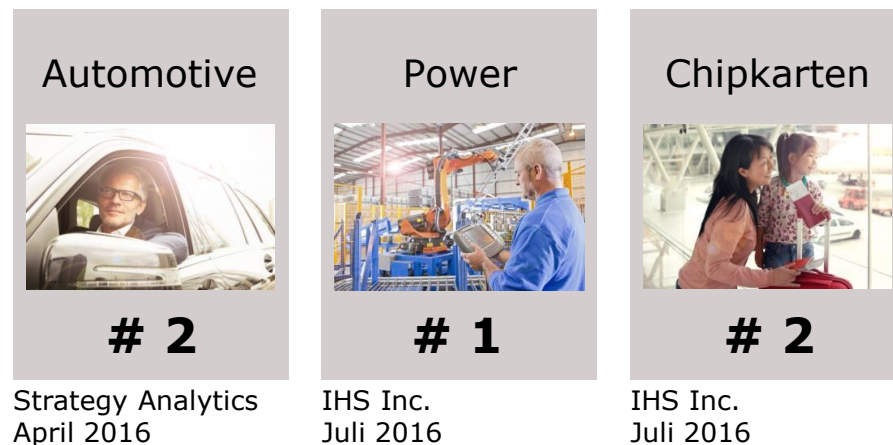 Automotive
# 2
Strategy Analytics
April 2016
Power
# 1
IHS Inc.
Juli 2016
Chipkarten
# 2
IHS Inc.
Juli 2016